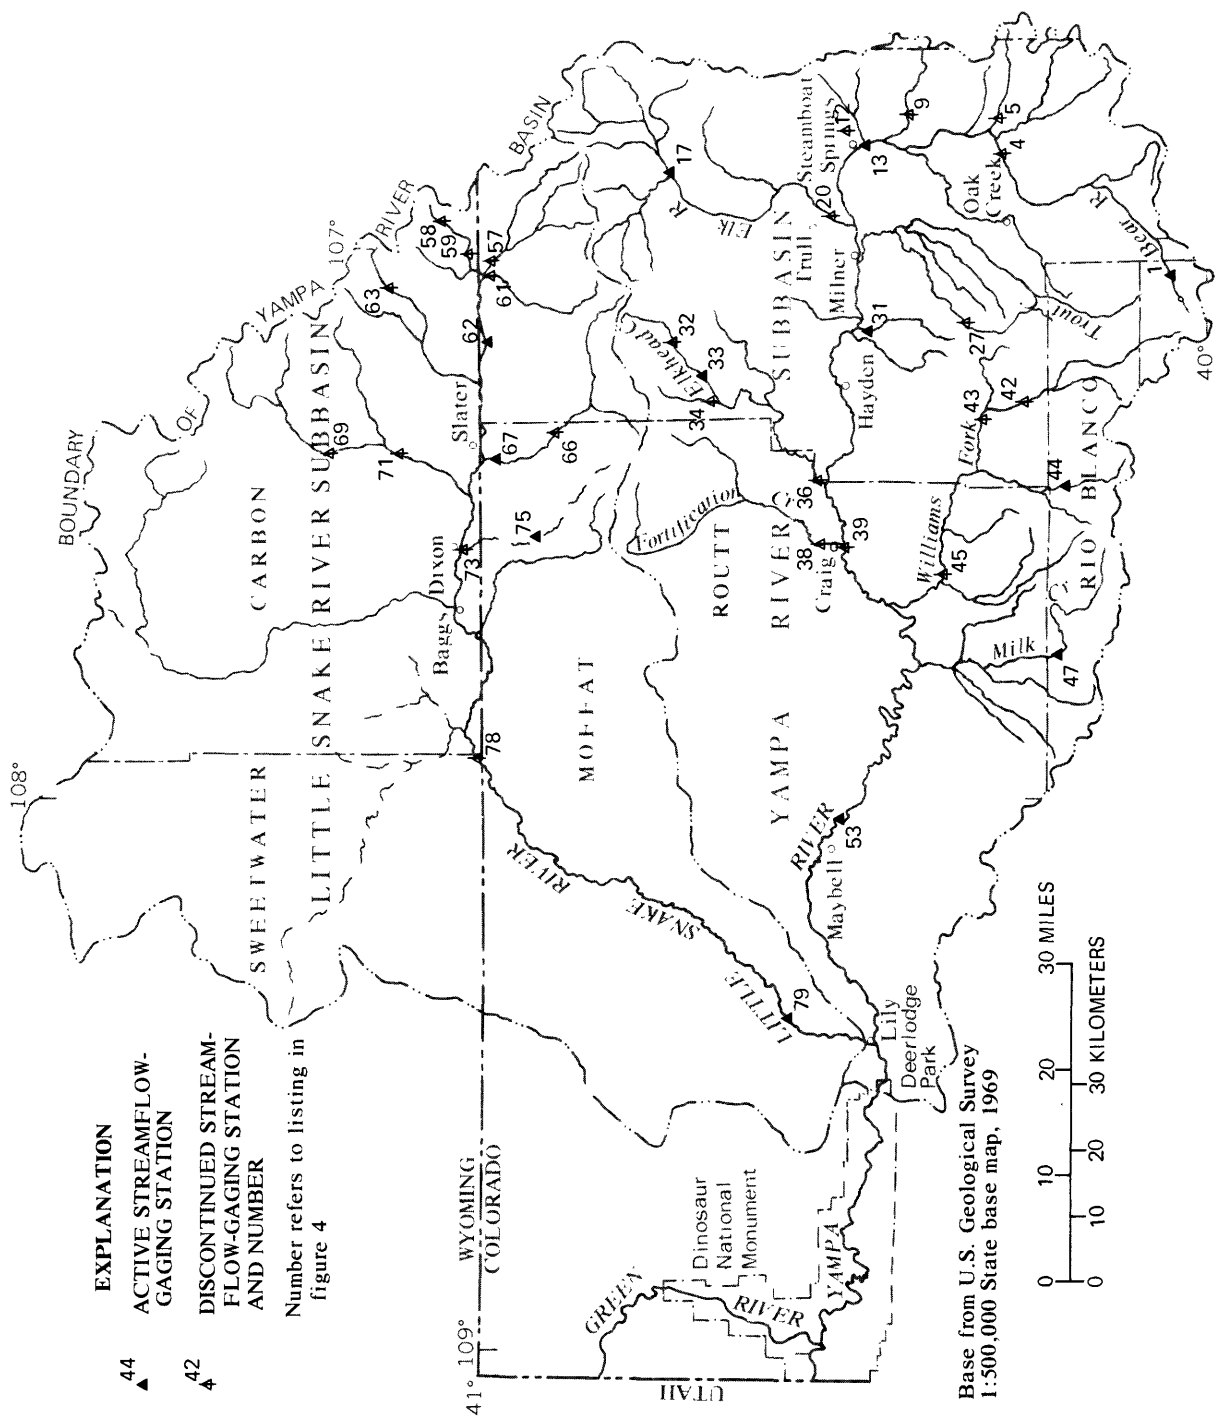 EXPLANATION
44
ACTIVE STREAMFLOW-
GAGING STATION
42
DISCONTINUED STREAM-
FLOW-GAGING STATION
AND NUMBER
Number refers to listing in
figure 4
BOUNDARY
OF
YAMPA
RIVER
BASIN
108°
107°
SWEETWATER
CARBON
LITTLE SNAKE RIVER SUBBASIN
69
71
63
58
59
57
61
62
Slater
67
66
Dixon
73
75
Baggs
78
WYOMING
COLORADO
41°
109°
UTAH
MOFFAT
ROUTT
LITTLE
SNAKE
RIVER
79
GREEN
RIVER
Dinosaur
National
Monument
YAMPA
YAMPA RIVER SUBBASIN
RIVER
Fortification
C
Elkhead C
32
33
34
Elk
R
17
Steamboat
Springs
12
13
9
5
4
Oak
Creek
20
Trull
Milner
31
Hayden
27
Trout
C
Bear
R
1
40°
36
38
Craig
39
Williams
Fork
43
42
44
45
RIO BLANCO
Milk
C
47
53
Maybell
Lily
Deerlodge
Park
Base from U.S. Geological Survey
1:500,000 State base map, 1969
0 10 20 30 MILES
0 10 20 30 KILOMETERS